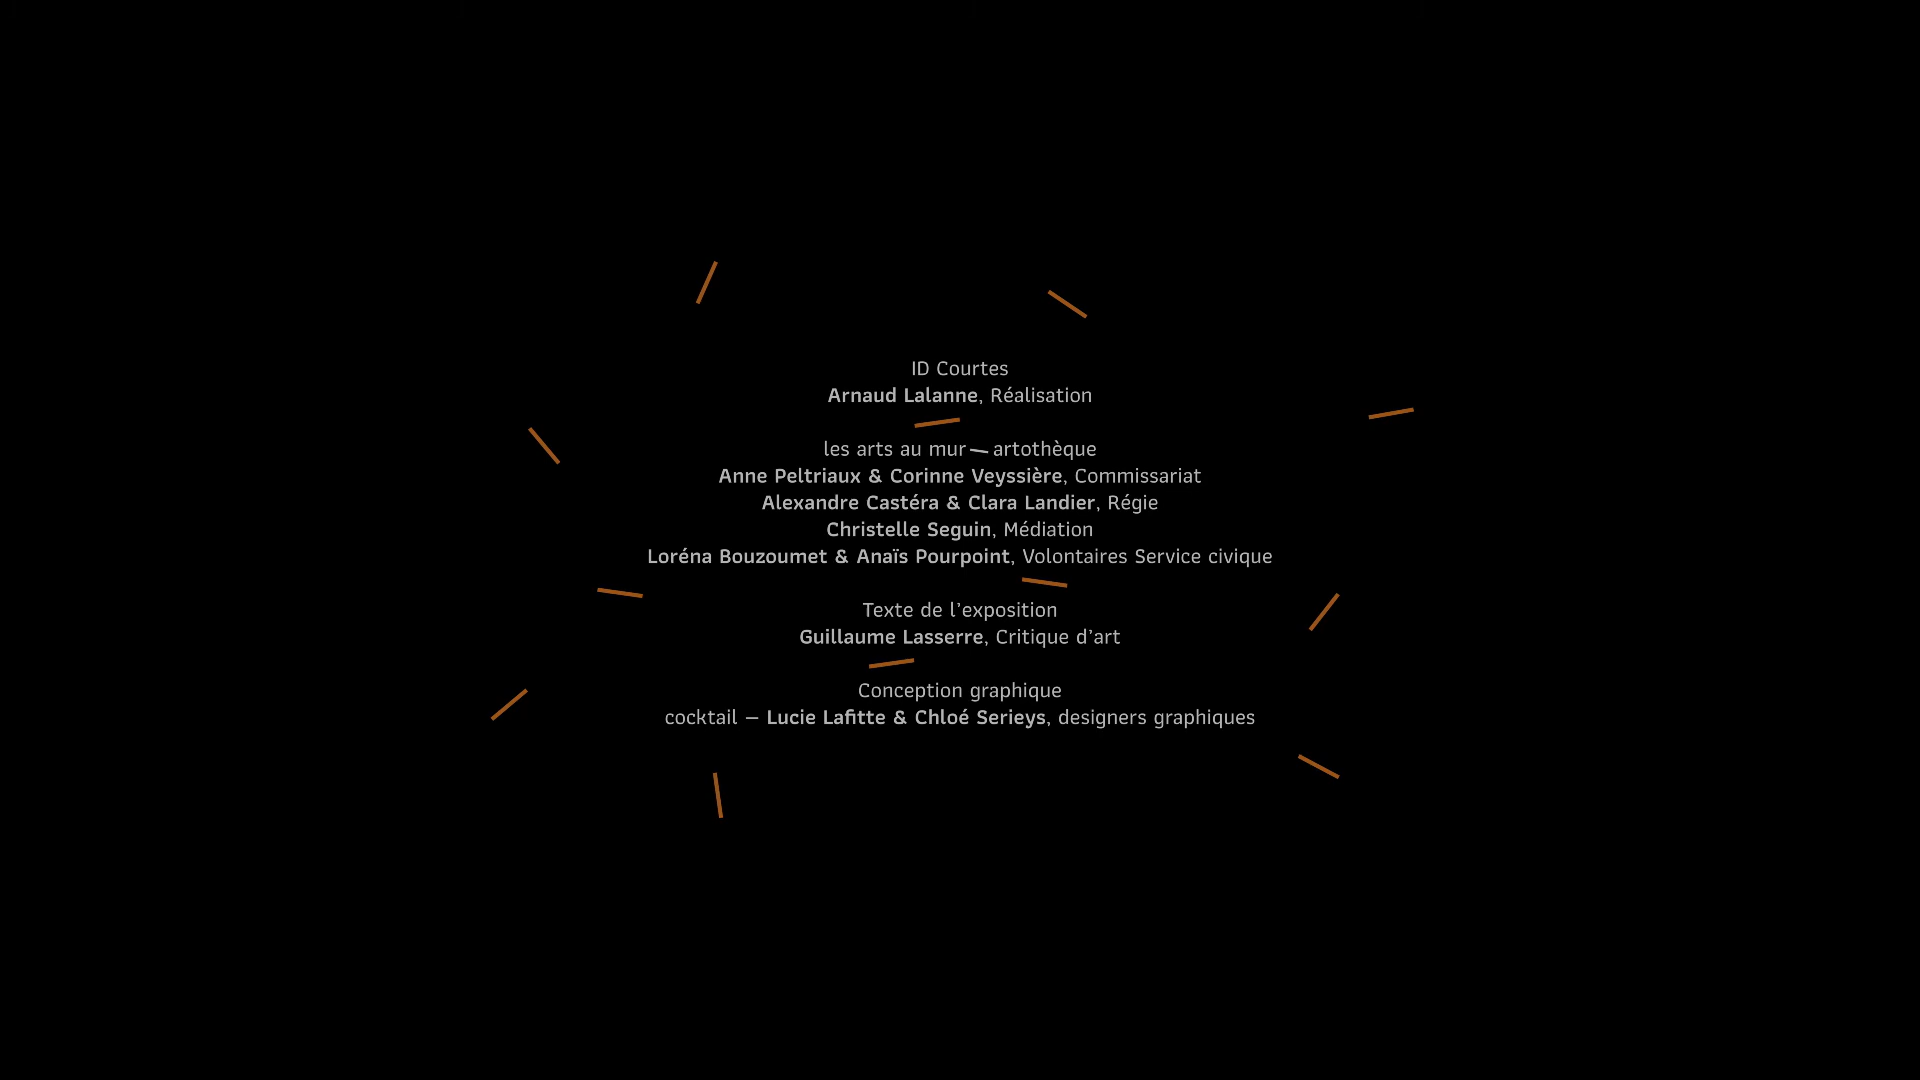 ID Courtes
Arnaud Lalanne, Réalisation
les arts au mur — artothèque
Anne Peltriaux & Corinne Veyssière, Commissariat
Alexandre Castéra & Clara Landier, Régie
Christelle Seguin, Médiation
Loréna Bouzoumet & Anaïs Pourpoint, Volontaires Service civique
Texte de l’exposition
Guillaume Lasserre, Critique d’art
Conception graphique
cocktail — Lucie Lafitte & Chloé Serieys, designers graphiques